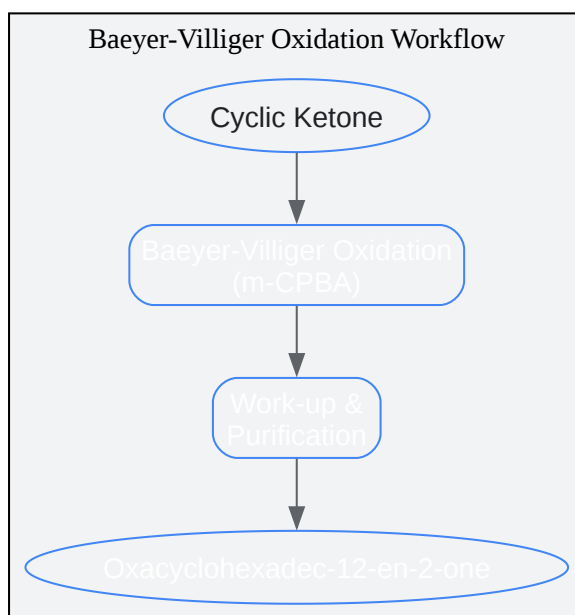 Baeyer-Villiger Oxidation Workflow
Cyclic Ketone
Baeyer-Villiger Oxidation
(m-CPBA)
Work-up &
Purification
Oxacyclohexadec-12-en-2-one